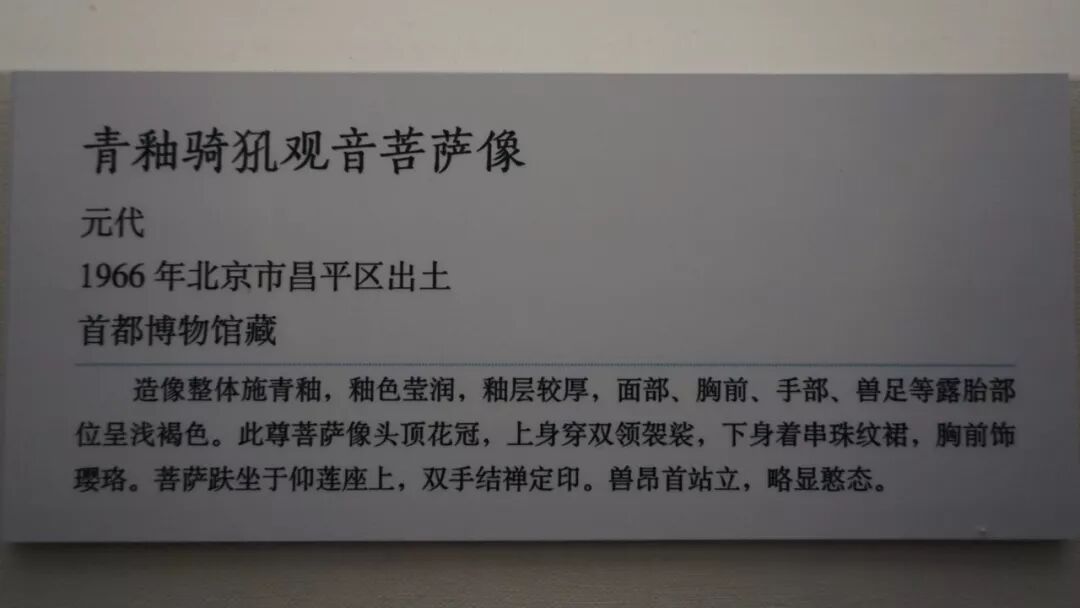 青釉骑犼观音菩萨像
元代
1966 年北京市昌平区出土
首都博物馆藏
造像整体施青釉，釉色莹润，釉层较厚，面部、胸前、手部、兽足等露胎部
位呈浅褐色。此尊菩萨像头顶花冠，上身穿双领袈裟，下身着串珠纹裙，胸前饰
璎珞。菩萨趺坐于仰莲座上，双手结禅定印。兽昂首站立，略显憨态。